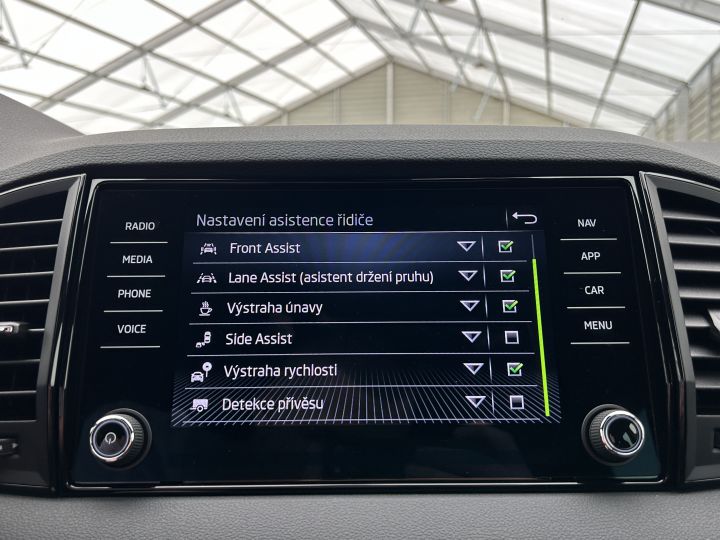 RADIO
MEDIA
PHONE
VOICE
Nastavení asistence řidiče
Front Assist
Lane Assist (asistent držení pruhu)
Výstraha únavy
Side Assist
Výstraha rychlosti
Detekce přívěsu
NAV
APP
CAR
MENU